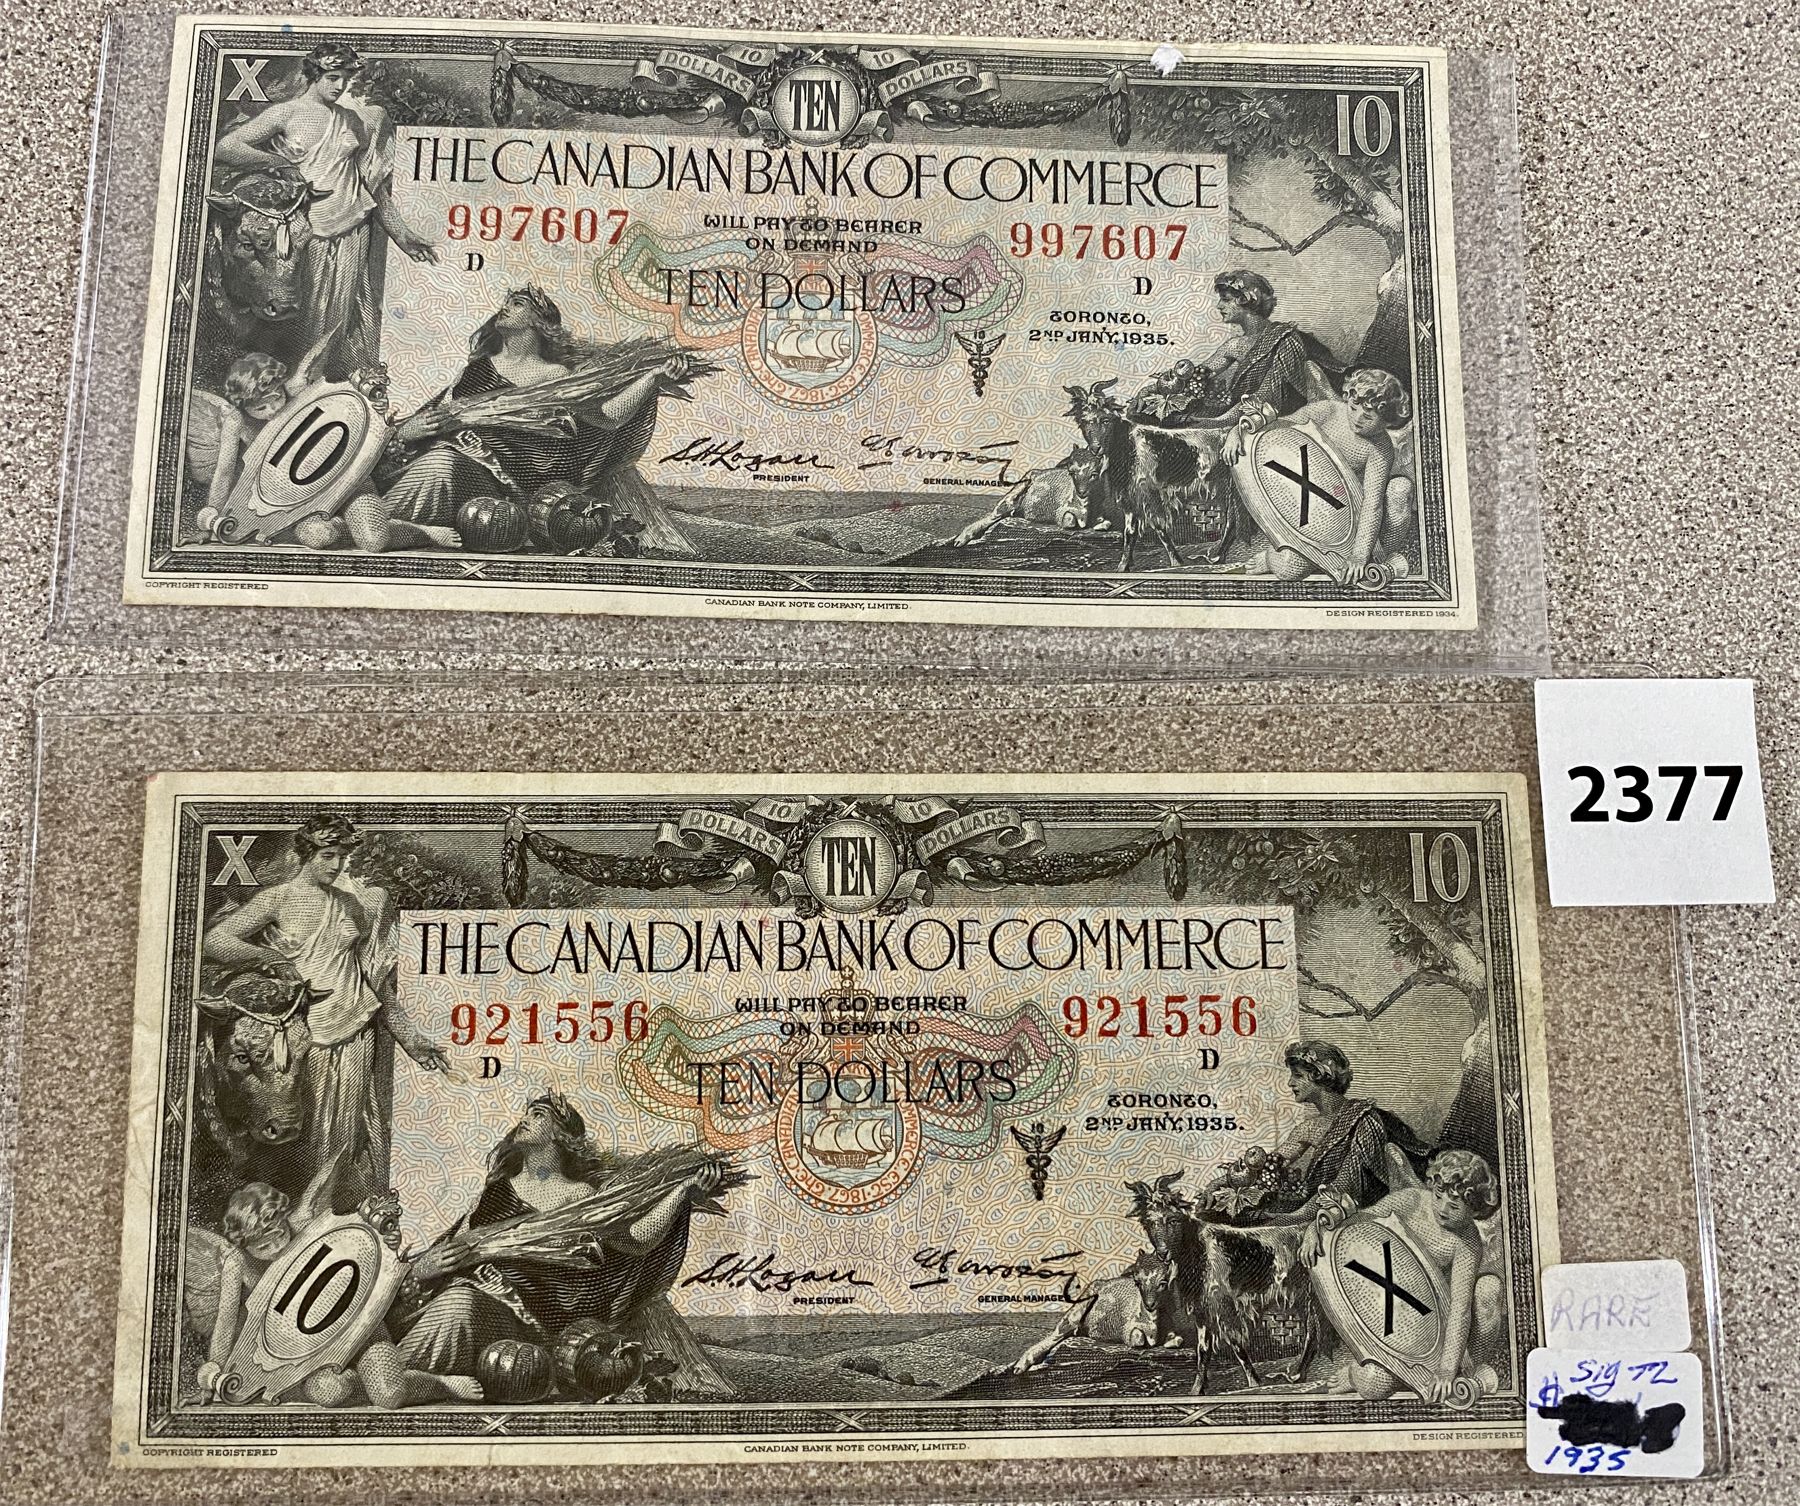 X
DOLLARS 10 TEN 10 DOLLARS
10
THE CANADIAN BANK OF COMMERCE
997607 997607
WILL PAY TO BEARER
ON DEMAND
D D
TEN DOLLARS
TORONTO,
2ND JANY, 1935.
10
10
X
S.H. Logan
PRESIDENT
GENERAL MANAGER
COPYRIGHT REGISTERED
CANADIAN BANK NOTE COMPANY, LIMITED.
DESIGN REGISTERED 1934.
2377
X
DOLLARS 10 TEN 10 DOLLARS
10
THE CANADIAN BANK OF COMMERCE
921556 921556
WILL PAY TO BEARER
ON DEMAND
D D
TEN DOLLARS
TORONTO,
2ND JANY, 1935.
10
10
X
S.H. Logan
PRESIDENT
GENERAL MANAGER
COPYRIGHT REGISTERED
CANADIAN BANK NOTE COMPANY, LIMITED.
DESIGN REGISTERED
RARE
$
1935